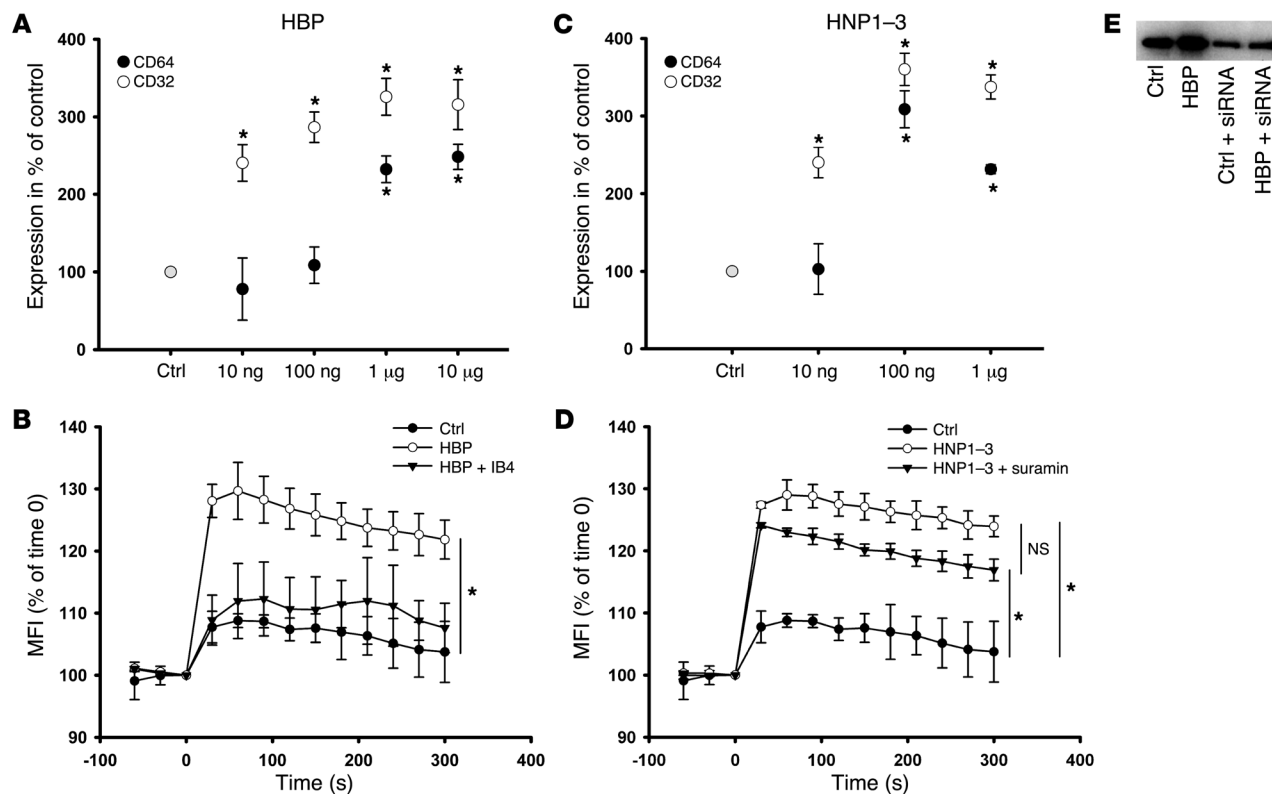 A
HBP
400
300
200
100
0
Expression in % of control
CD64
CD32
*
*
*
*
*
*
Ctrl
10 ng
100 ng
1 µg
10 µg
C
HNP1–3
400
300
200
100
0
Expression in % of control
CD64
CD32
*
*
*
*
*
Ctrl
10 ng
100 ng
1 µg
E
Ctrl
HBP
Ctrl + siRNA
HBP + siRNA
B
140
130
120
110
100
90
MFI (% of time 0)
Ctrl
HBP
HBP + IB4
*
-100
0
100
200
300
400
Time (s)
D
140
130
120
110
100
90
MFI (% of time 0)
Ctrl
HNP1–3
HNP1–3 + suramin
NS
*
*
-100
0
100
200
300
400
Time (s)